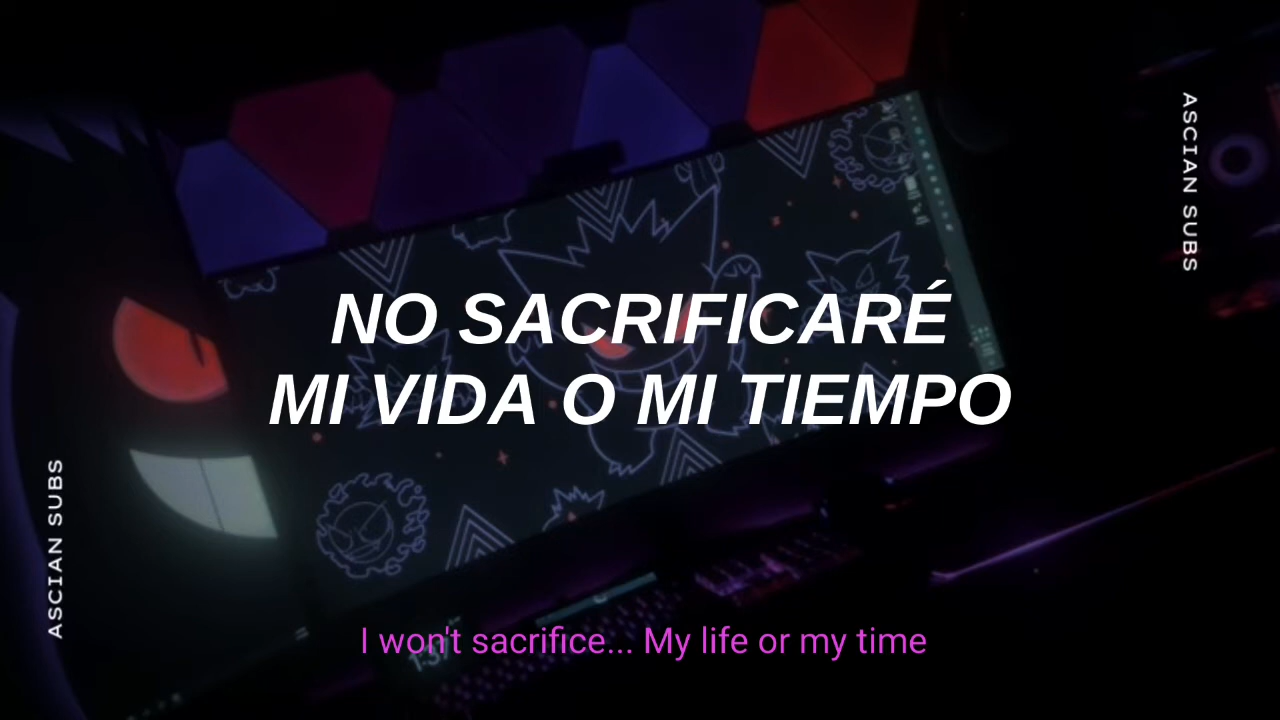 ASCIAN SUBS
NO SACRIFICARÉ
MI VIDA O MI TIEMPO
ASCIAN SUBS
I won't sacrifice... My life or my time